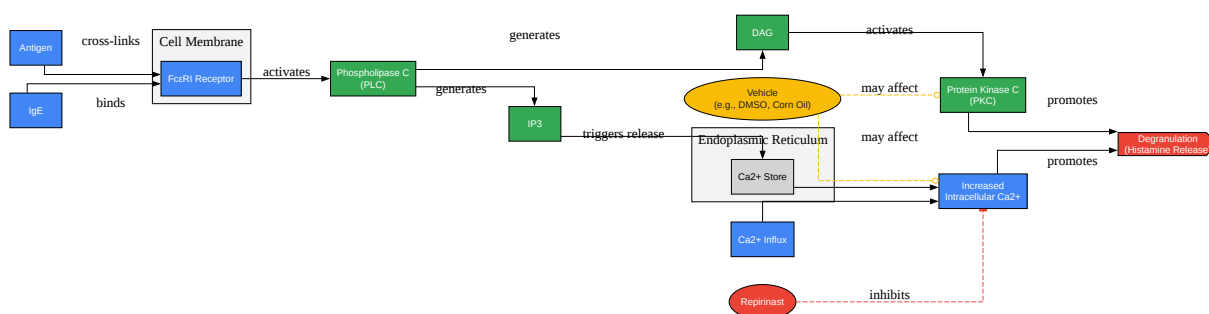 Antigen
IgE
cross-links
binds
Cell Membrane
FcεRI Receptor
activates
Phospholipase C
(PLC)
generates
generates
IP3
triggers release
DAG
activates
Vehicle
(e.g., DMSO, Corn Oil)
may affect
may affect
Endoplasmic Reticulum
Ca2+ Store
Ca2+ Influx
Protein Kinase C
(PKC)
Increased
Intracellular Ca2+
promotes
promotes
Degranulation
(Histamine Release)
Repirinast
inhibits